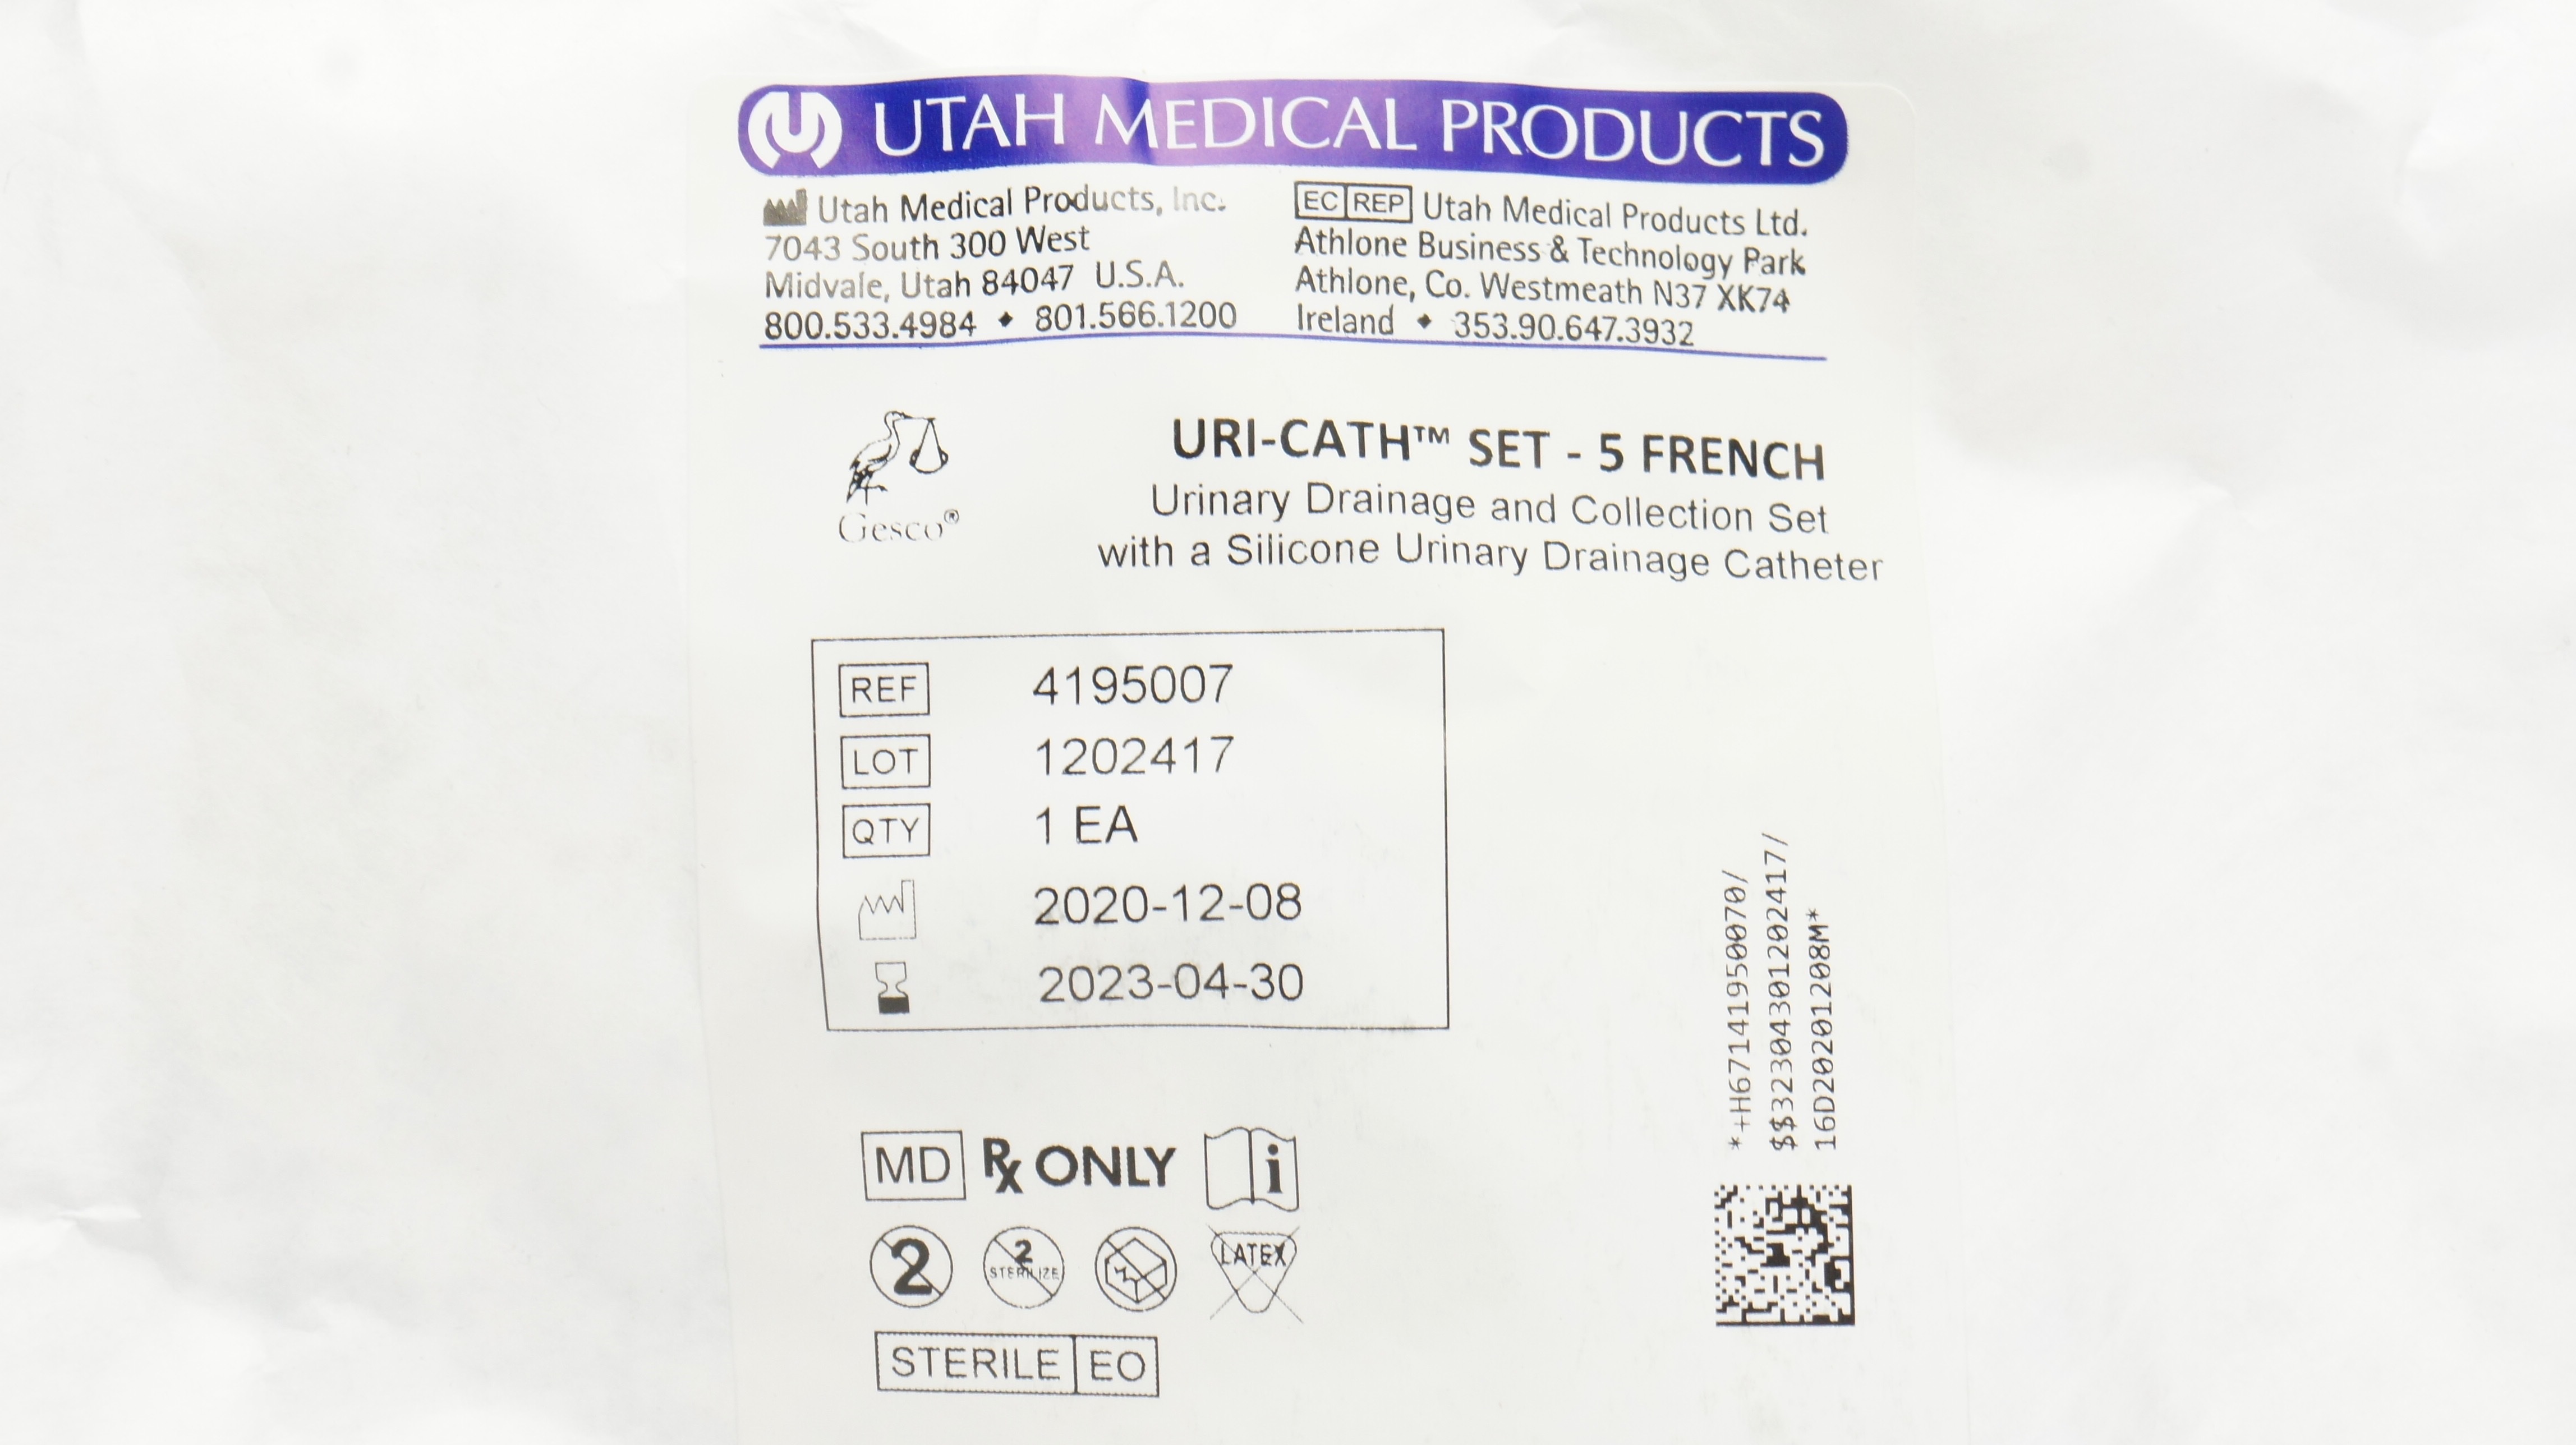 UTAH MEDICAL PRODUCTS
Utah Medical Products, Inc.
7043 South 300 West
Midvale, Utah 84047 U.S.A.
800.533.4984 ◆ 801.566.1200
EC REP Utah Medical Products Ltd.
Athlone Business & Technology Park
Athlone, Co. Westmeath N37 XK74
Ireland ◆ 353.90.647.3932
Gesco®
URI-CATH™ SET - 5 FRENCH
Urinary Drainage and Collection Set
with a Silicone Urinary Drainage Catheter
REF 4195007
LOT 1202417
QTY 1 EA
2020-12-08
2023-04-30
*+H67141950070/
$$32304301202417/
16D20201208M*
MD Rx ONLY i
2
2 STERILIZE
LATEX
STERILE EO